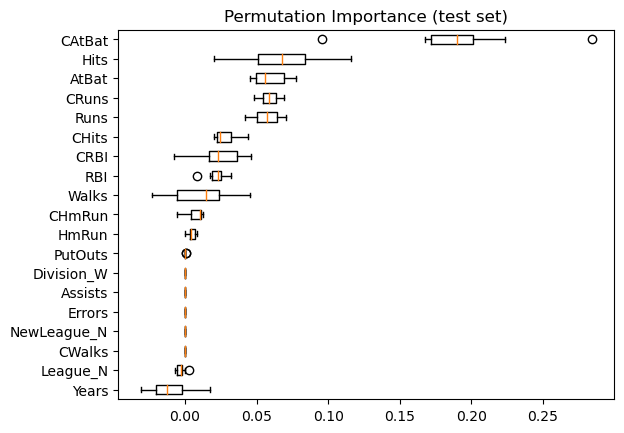 Permutation Importance (test set)
CAtBat
Hits
AtBat
CRuns
Runs
CHits
CRBI
RBI
Walks
CHmRun
HmRun
PutOuts
Division_W
Assists
Errors
NewLeague_N
CWalks
League_N
Years
0.00 0.05 0.10 0.15 0.20 0.25